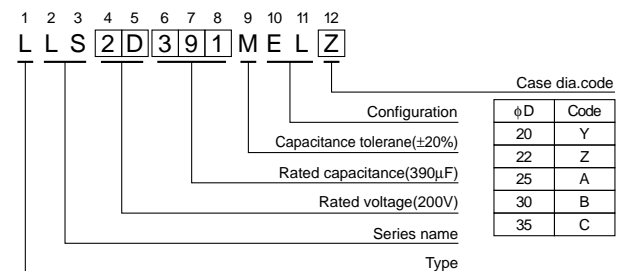 1 2 3 4 5 6 7 8 9 10 11 12
L L S 2 D 3 9 1 M E L Z
Case dia.code
Configuration
Capacitance tolerane(±20%)
Rated capacitance(390µF)
Rated voltage(200V)
Series name
Type
φD Code
20 Y
22 Z
25 A
30 B
35 C